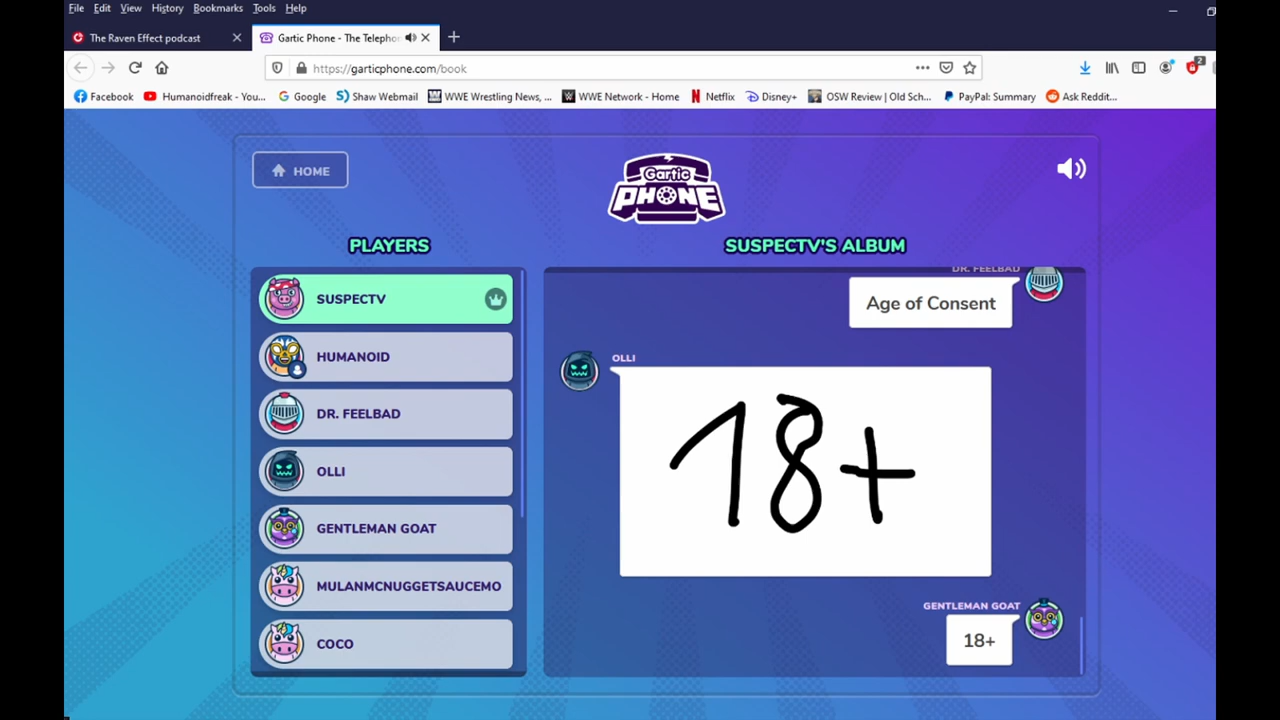 File Edit View History Bookmarks Tools Help
The Raven Effect podcast
Gartic Phone - The Telepho
https://garticphone.com/book
Facebook
Humanoidfreak - You...
Google
Shaw Webmail
WWE Wrestling News, ...
WWE Network - Home
Netflix
Disney+
OSW Review | Old Sch...
PayPal: Summary
Ask Reddit...
2
HOME
Gartic
PHONE
PLAYERS
SUSPECTV'S ALBUM
SUSPECTV
HUMANOID
DR. FEELBAD
OLLI
GENTLEMAN GOAT
MULANMCNUGGETSAUCEMO
COCO
DR. FEELBAD
Age of Consent
OLLI
18+
GENTLEMAN GOAT
18+